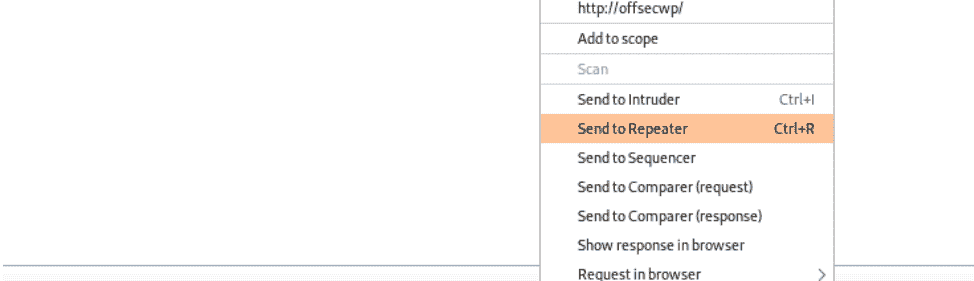 http://offsecwp/
Add to scope
Scan
Send to Intruder Ctrl+I
Send to Repeater Ctrl+R
Send to Sequencer
Send to Comparer (request)
Send to Comparer (response)
Show response in browser
Request in browser